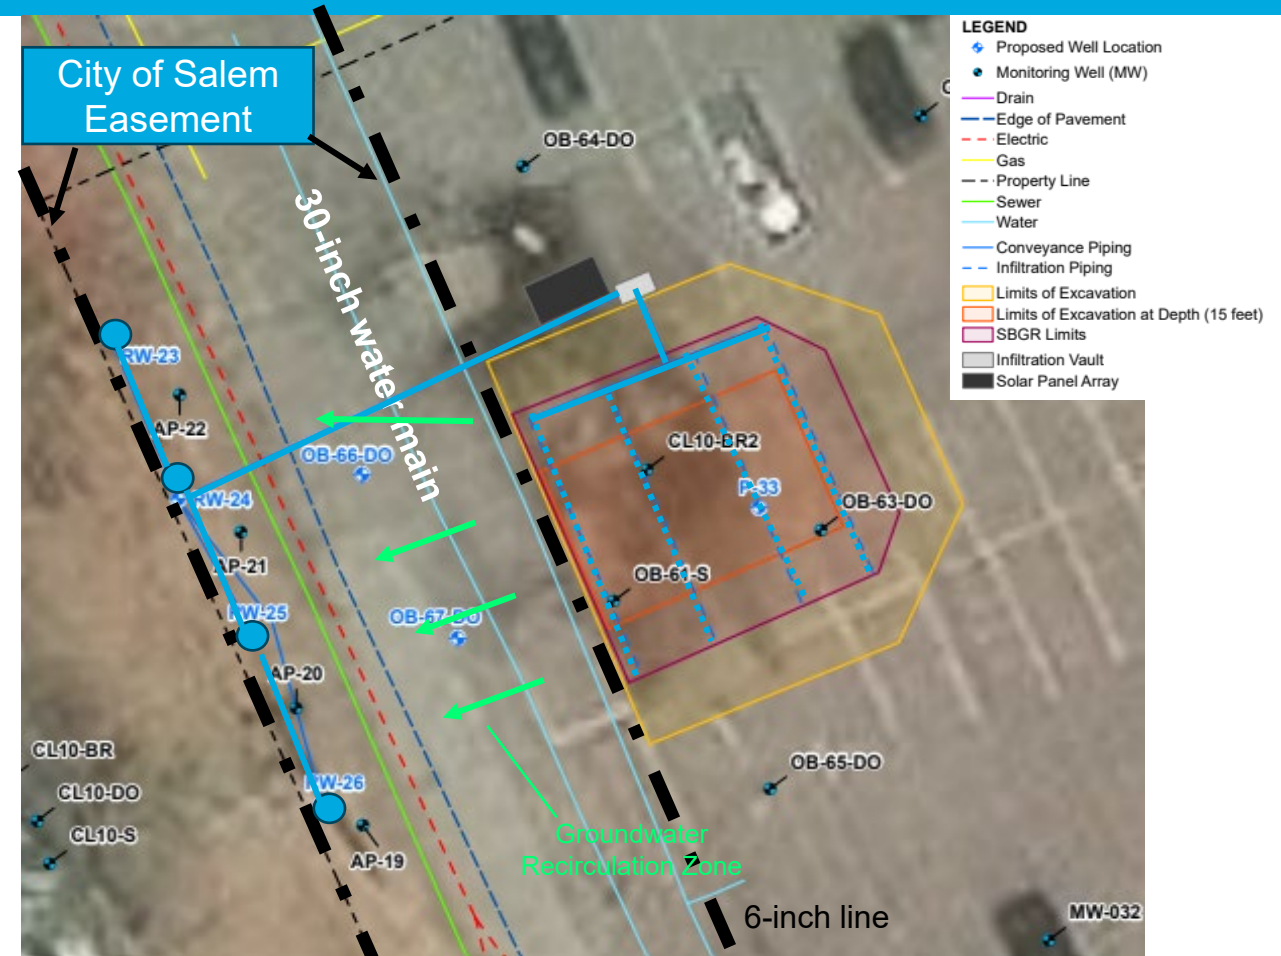 City of Salem
Easement
LEGEND
Proposed Well Location
Monitoring Well (MW)
Drain
Edge of Pavement
Electric
Gas
Property Line
Sewer
Water
Conveyance Piping
Infiltration Piping
Limits of Excavation
Limits of Excavation at Depth (15 feet)
SBGR Limits
Infiltration Vault
Solar Panel Array
OB-64-DO
30-inch water main
RW-23
AP-22
OB-66-DO
CL10-BR2
RW-24
P-33
OB-63-DO
AP-21
OB-61-S
RW-25
OB-67-DO
AP-20
CL10-BR
OB-65-DO
RW-26
CL10-DO
CL10-S
Groundwater
Recirculation Zone
AP-19
6-inch line
MW-032